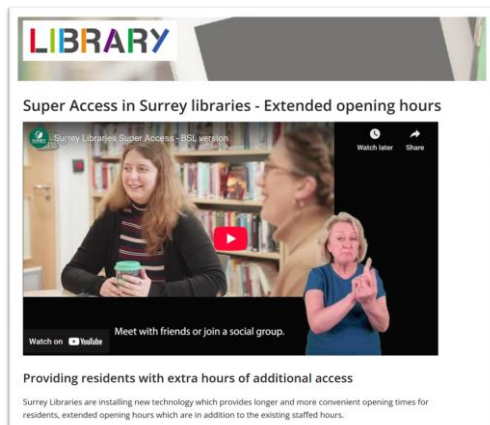 LIBRARY
Super Access in Surrey libraries - Extended opening hours
Surrey Libraries Super Access - BSL version
Watch later
Share
Meet with friends or join a social group.
Watch on YouTube
Providing residents with extra hours of additional access
Surrey Libraries are installing new technology which provides longer and more convenient opening times for
residents, extended opening hours which are in addition to the existing staffed hours.